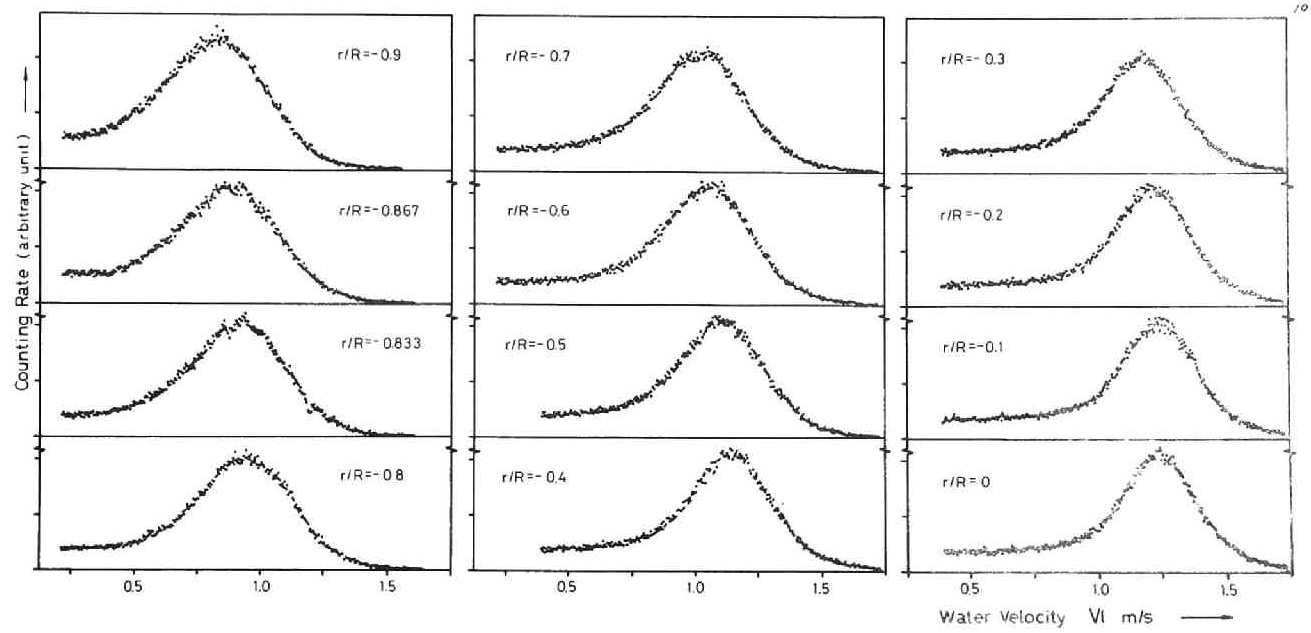 10
Counting Rate (arbitrary unit)
r/R=-0.9
r/R=-0.867
r/R=-0.833
r/R=-0.8
r/R=-0.7
r/R=-0.6
r/R=-0.5
r/R=-0.4
r/R=-0.3
r/R=-0.2
r/R=-0.1
r/R=0
0.5 1.0 0.5 1.0 1.5 0.5 1.0 1.5
Water Velocity Vl m/s